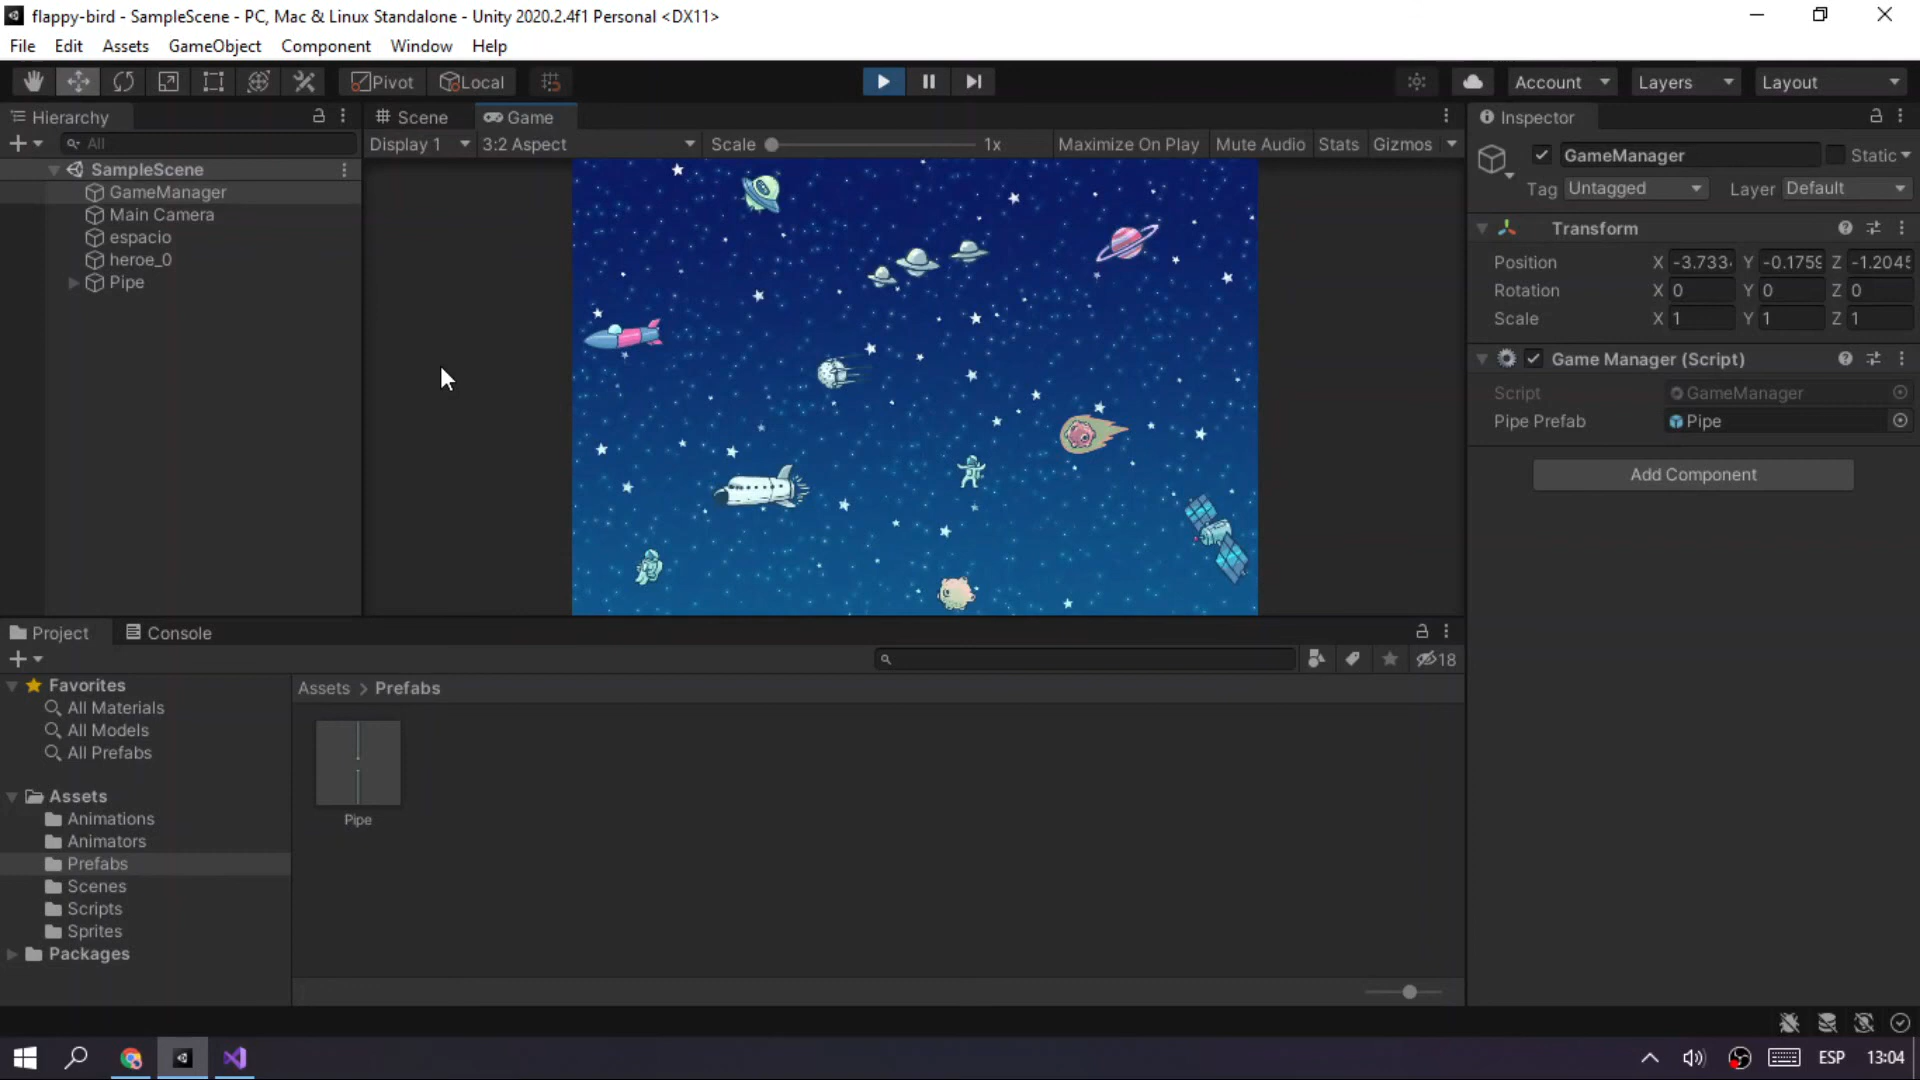 flappy-bird - SampleScene - PC, Mac & Linux Standalone - Unity 2020.2.4f1 Personal <DX11>
File Edit Assets GameObject Component Window Help
Pivot Local Account Layers Layout
Hierarchy Scene Game Inspector
All Display 1 3:2 Aspect Scale 1x Maximize On Play Mute Audio Stats Gizmos GameManager Static
SampleScene
GameManager Tag Untagged Layer Default
Main Camera
espacio Transform
heroe_0 Position X -3.733 Y -0.1759 Z -1.2045
Pipe Rotation X 0 Y 0 Z 0
Scale X 1 Y 1 Z 1
Game Manager (Script)
Script GameManager
Pipe Prefab Pipe
Add Component
Project Console
18
Favorites Assets > Prefabs
All Materials
All Models
All Prefabs
Assets
Animations Pipe
Animators
Prefabs
Scenes
Scripts
Sprites
Packages
ESP 13:04